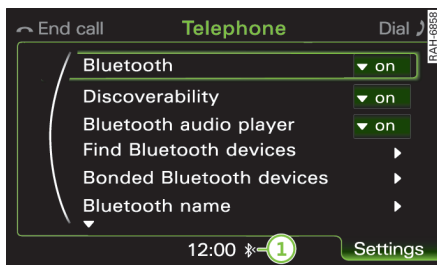 End call Telephone Dial
RAH-6858
Bluetooth on
Discoverability on
Bluetooth audio player on
Find Bluetooth devices
Bonded Bluetooth devices
Bluetooth name
12:00 1 Settings